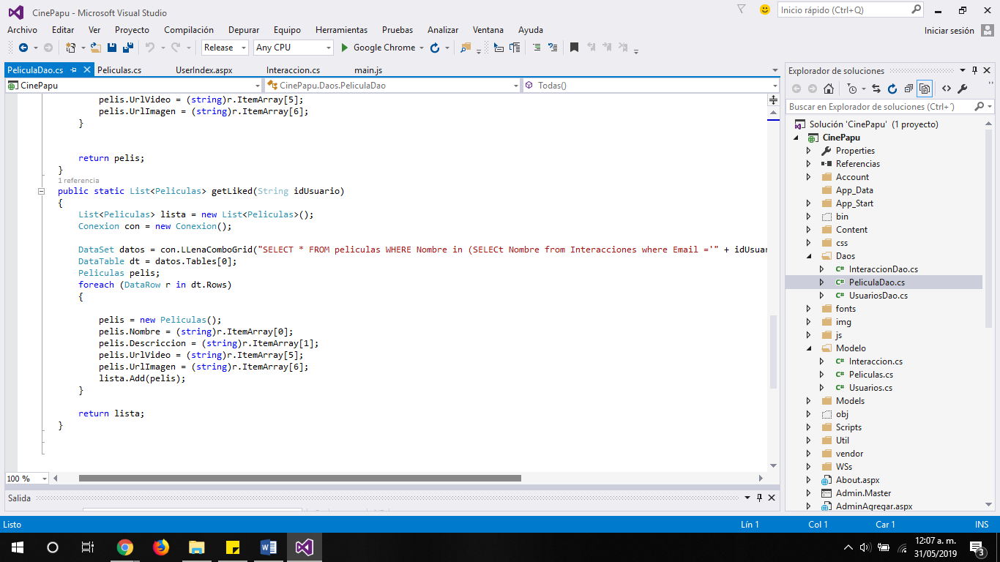 CinePapu - Microsoft Visual Studio
Inicio rápido (Ctrl+Q)
Archivo Editar Ver Proyecto Compilación Depurar Equipo Herramientas Pruebas Analizar Ventana Ayuda
Iniciar sesión
Release Any CPU Google Chrome
PeliculaDao.cs Peliculas.cs UserIndex.aspx Interaccion.cs main.js
CinePapu CinePapu.Daos.PeliculaDao Todas()
pelis.UrlVideo = (string)r.ItemArray[5];
pelis.UrlImagen = (string)r.ItemArray[6];
}
return pelis;
}
1 referencia
public static List<Peliculas> getLiked(String idUsuario)
{
List<Peliculas> lista = new List<Peliculas>();
Conexion con = new Conexion();
DataSet datos = con.LLenaComboGrid("SELECT * FROM peliculas WHERE Nombre in (SELECt Nombre from Interacciones where Email ='" + idUsuar
DataTable dt = datos.Tables[0];
Peliculas pelis;
foreach (DataRow r in dt.Rows)
{
pelis = new Peliculas();
pelis.Nombre = (string)r.ItemArray[0];
pelis.Descriccion = (string)r.ItemArray[1];
pelis.UrlVideo = (string)r.ItemArray[5];
pelis.UrlImagen = (string)r.ItemArray[6];
lista.Add(pelis);
}
return lista;
}
100 %
Salida
Explorador de soluciones
Buscar en Explorador de soluciones (Ctrl+´)
Solución 'CinePapu' (1 proyecto)
CinePapu
Properties
Referencias
Account
App_Data
App_Start
bin
Content
css
Daos
C# InteraccionDao.cs
C# PeliculaDao.cs
C# UsuariosDao.cs
fonts
img
js
Modelo
C# Interaccion.cs
C# Peliculas.cs
C# Usuarios.cs
Models
obj
Scripts
Util
vendor
WSs
About.aspx
Admin.Master
AdminAgregar.aspx
Listo Lín 1 Col 1 Car 1 INS
12:07 a. m.
31/05/2019
3